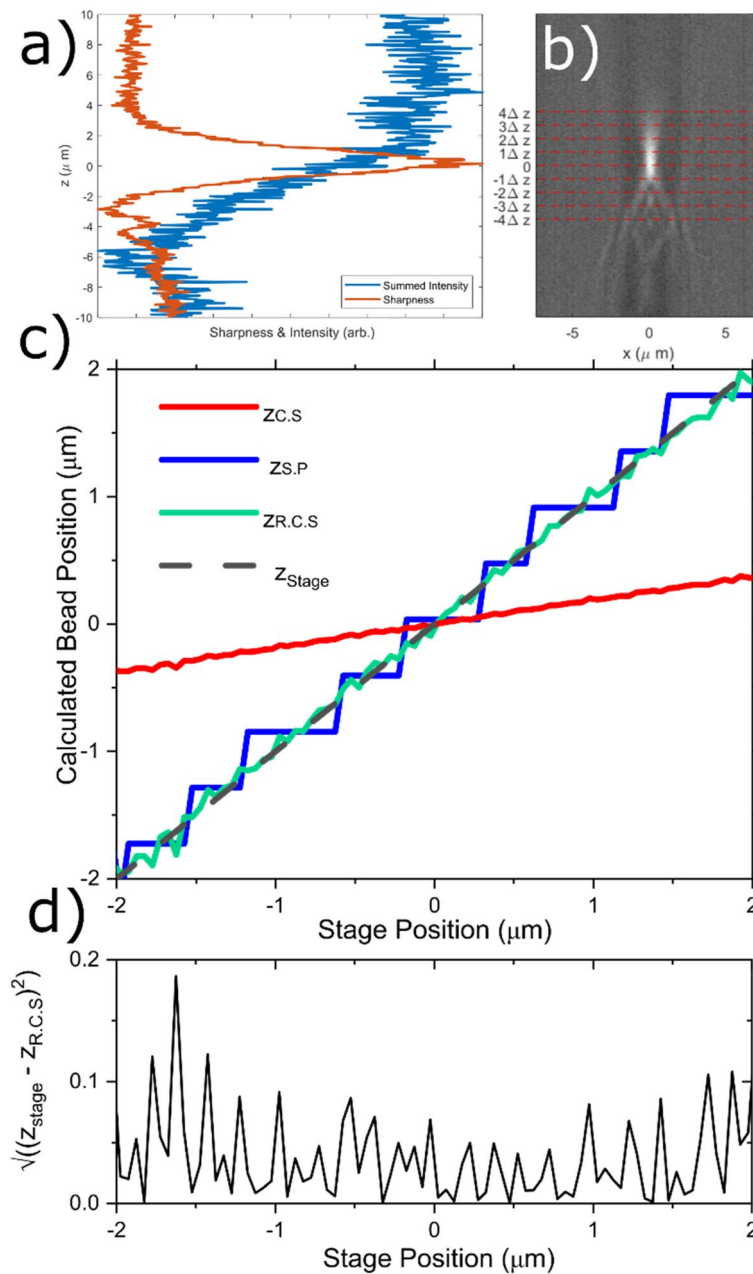 a)
10
8
6
4
2
0
-2
-4
-6
-8
-10
z (μ m)
Summed Intensity
Sharpness
Sharpness & Intensity (arb.)
b)
4Δ z
3Δ z
2Δ z
1Δ z
0
-1Δ z
-2Δ z
-3Δ z
-4Δ z
-5 0 5
x (μ m)
c)
2
1
0
-1
-2
Calculated Bead Position (μm)
zC.S
zS.P
zR.C.S
zStage
-2 -1 0 1 2
Stage Position (μm)
d)
0.2
0.1
0.0
√((zstage - zR.C.S)²)
-2 -1 0 1 2
Stage Position (μm)